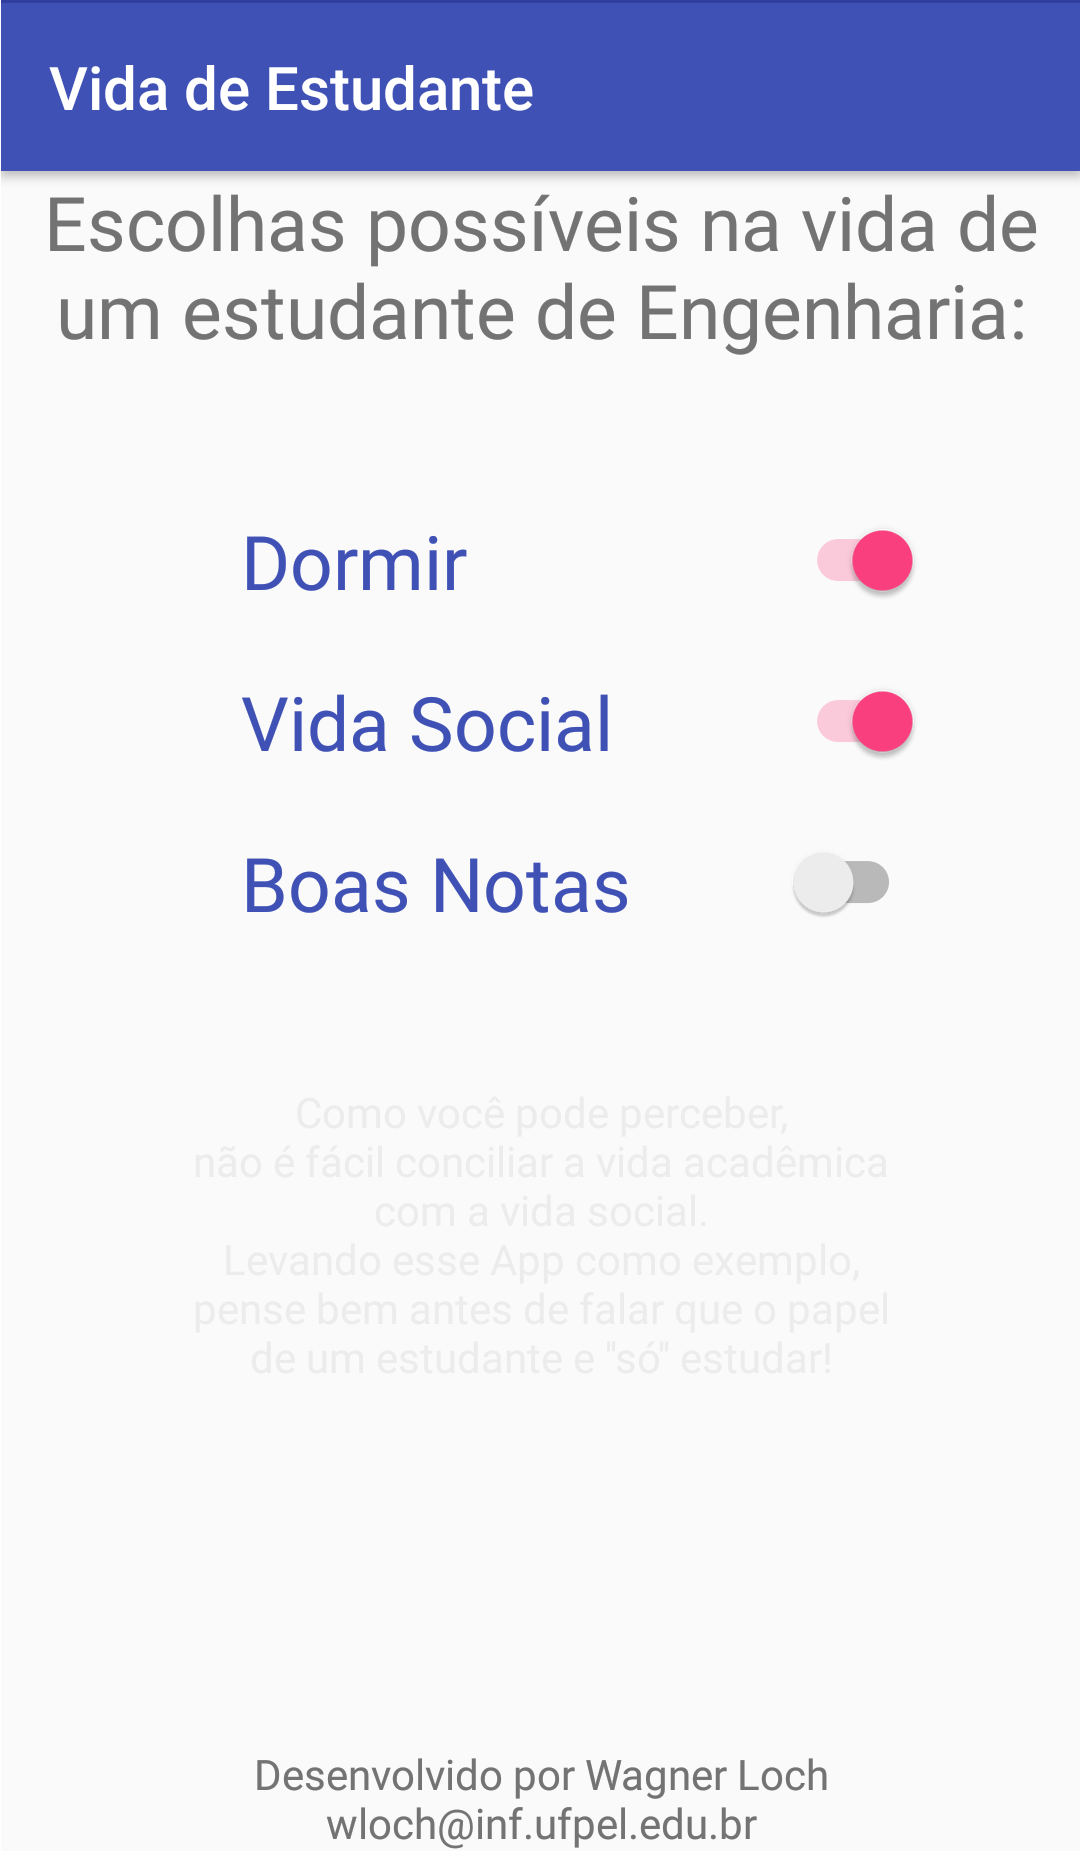 Vida de Estudante
Escolhas possíveis na vida de
um estudante de Engenharia:
Dormir
Vida Social
Boas Notas
Como você pode perceber,
não é fácil conciliar a vida acadêmica
com a vida social.
Levando esse App como exemplo,
pense bem antes de falar que o papel
de um estudante e "só" estudar!
Desenvolvido por Wagner Loch
wloch@inf.ufpel.edu.br